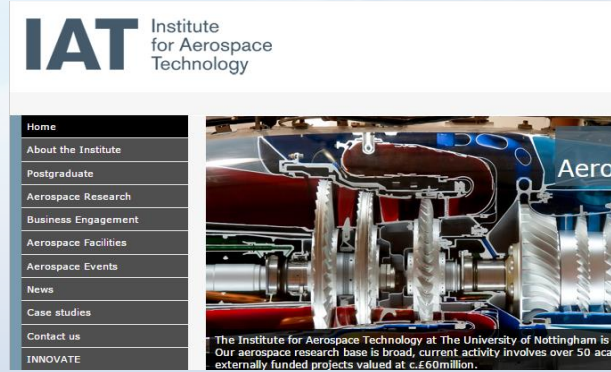 IAT
Institute
for Aerospace
Technology
Home
About the Institute
Postgraduate
Aerospace Research
Business Engagement
Aerospace Facilities
Aerospace Events
News
Case studies
Contact us
INNOVATE
Aero
The Institute for Aerospace Technology at The University of Nottingham is
Our aerospace research base is broad, current activity involves over 50 aca
externally funded projects valued at c.£60million.